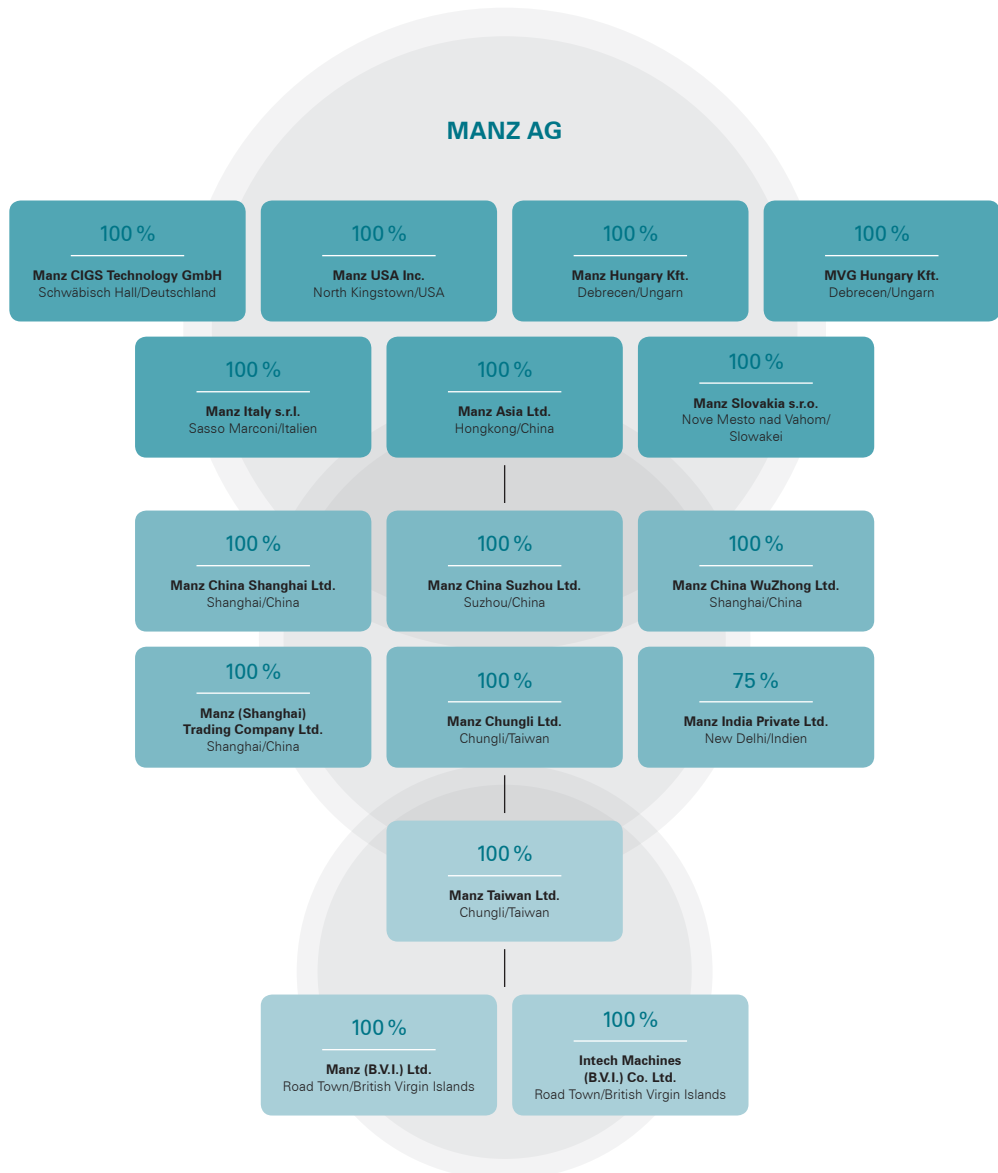 MANZ AG
100 %
Manz CIGS Technology GmbH
Schwäbisch Hall/Deutschland
100 %
Manz USA Inc.
North Kingstown/USA
100 %
Manz Hungary Kft.
Debrecen/Ungarn
100 %
MVG Hungary Kft.
Debrecen/Ungarn
100 %
Manz Italy s.r.l.
Sasso Marconi/Italien
100 %
Manz Asia Ltd.
Hongkong/China
100 %
Manz Slovakia s.r.o.
Nove Mesto nad Vahom/
Slowakei
100 %
Manz China Shanghai Ltd.
Shanghai/China
100 %
Manz China Suzhou Ltd.
Suzhou/China
100 %
Manz China WuZhong Ltd.
Shanghai/China
100 %
Manz (Shanghai)
Trading Company Ltd.
Shanghai/China
100 %
Manz Chungli Ltd.
Chungli/Taiwan
75 %
Manz India Private Ltd.
New Delhi/Indien
100 %
Manz Taiwan Ltd.
Chungli/Taiwan
100 %
Manz (B.V.I.) Ltd.
Road Town/British Virgin Islands
100 %
Intech Machines
(B.V.I.) Co. Ltd.
Road Town/British Virgin Islands